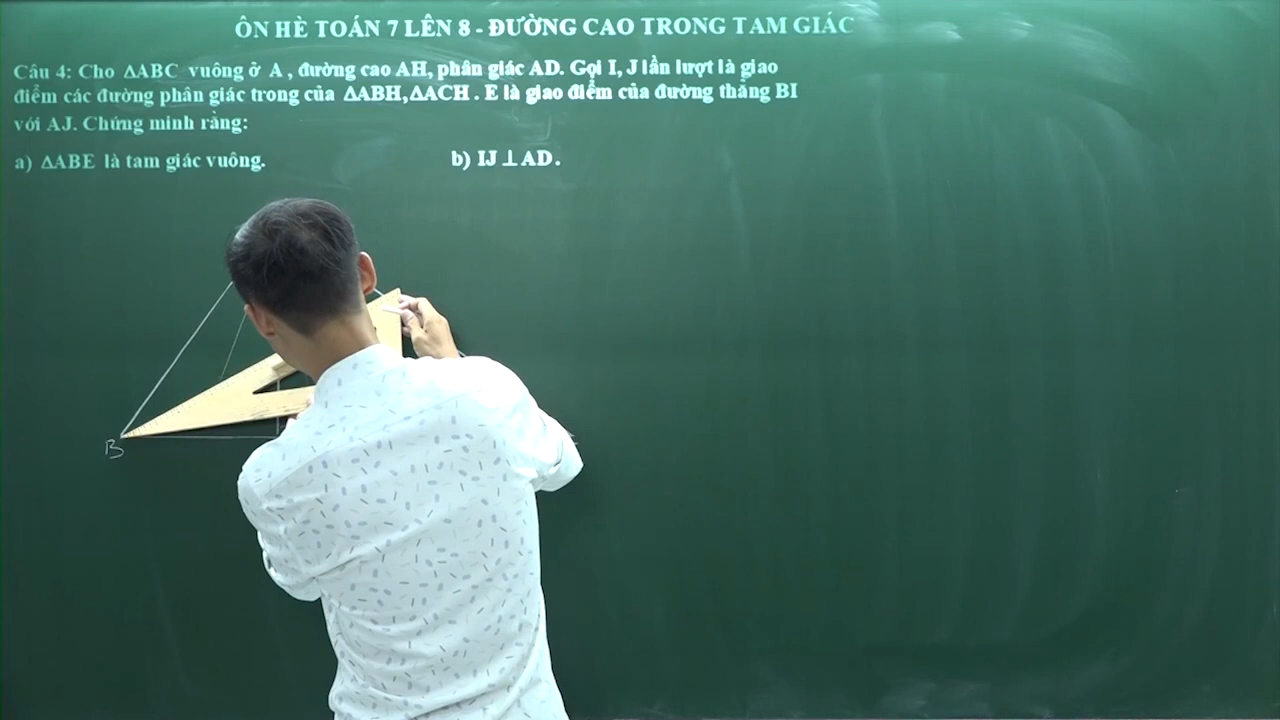 ÔN HÈ TOÁN 7 LÊN 8 - ĐƯỜNG CAO TRONG TAM GIÁC
Câu 4: Cho ΔABC vuông ở A , đường cao AH, phân giác AD. Gọi I, J lần lượt là giao
điểm các đường phân giác trong của ΔABH,ΔACH . E là giao điểm của đường thẳng BI
với AJ. Chứng minh rằng:
a) ΔABE là tam giác vuông. b) IJ ⊥ AD.
B